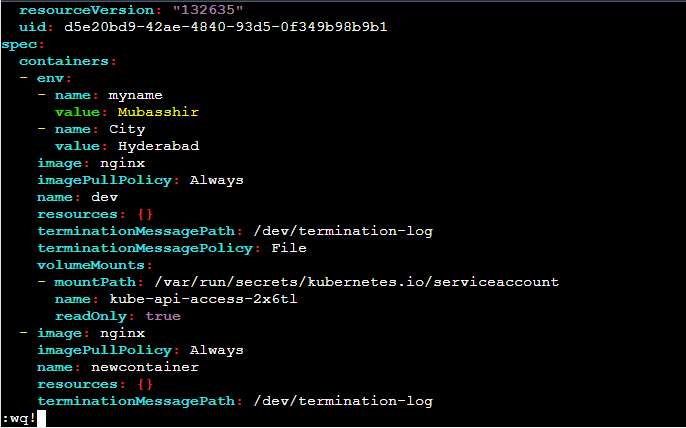 resourceVersion: "132635"
  uid: d5e20bd9-42ae-4840-93d5-0f349b98b9b1
spec:
  containers:
  - env:
    - name: myname
      value: Mubasshir
    - name: City
      value: Hyderabad
    image: nginx
    imagePullPolicy: Always
    name: dev
    resources: {}
    terminationMessagePath: /dev/termination-log
    terminationMessagePolicy: File
    volumeMounts:
    - mountPath: /var/run/secrets/kubernetes.io/serviceaccount
      name: kube-api-access-2x6tl
      readOnly: true
  - image: nginx
    imagePullPolicy: Always
    name: newcontainer
    resources: {}
    terminationMessagePath: /dev/termination-log
:wq!